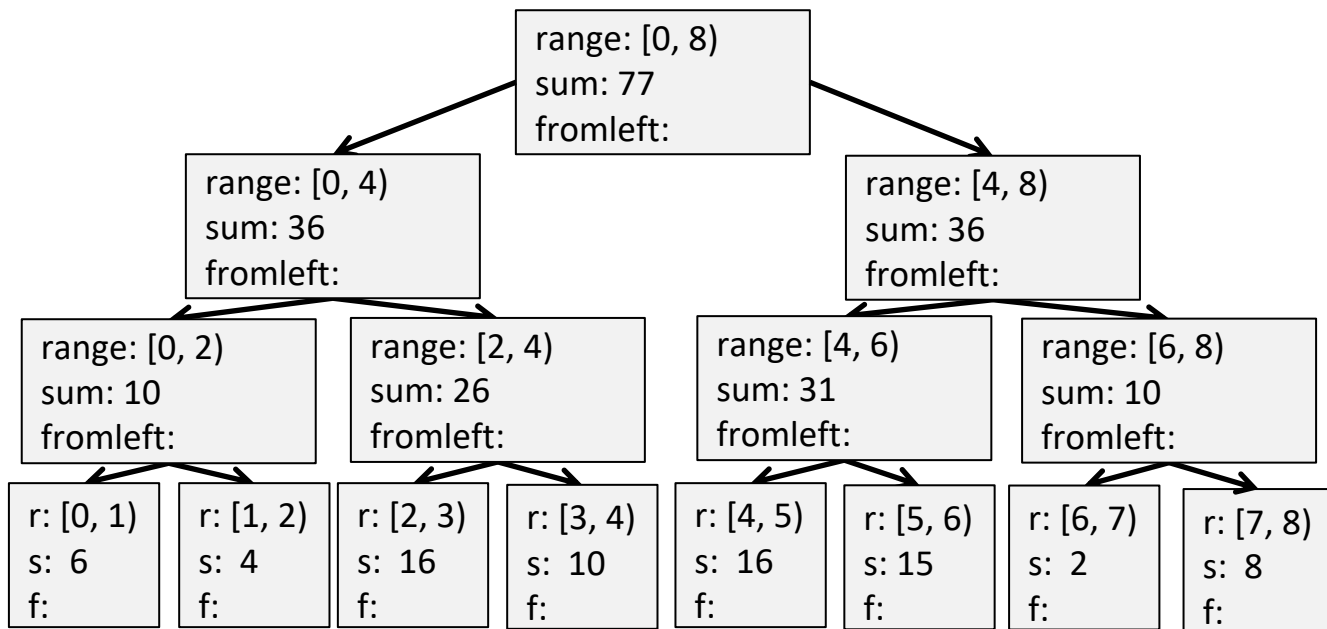 range: [0, 8)
sum: 77
fromleft:
range: [0, 4)
sum: 36
fromleft:
range: [4, 8)
sum: 36
fromleft:
range: [0, 2)
sum: 10
fromleft:
range: [2, 4)
sum: 26
fromleft:
range: [4, 6)
sum: 31
fromleft:
range: [6, 8)
sum: 10
fromleft:
r: [0, 1)
s: 6
f:
r: [1, 2)
s: 4
f:
r: [2, 3)
s: 16
f:
r: [3, 4)
s: 10
f:
r: [4, 5)
s: 16
f:
r: [5, 6)
s: 15
f:
r: [6, 7)
s: 2
f:
r: [7, 8)
s: 8
f: